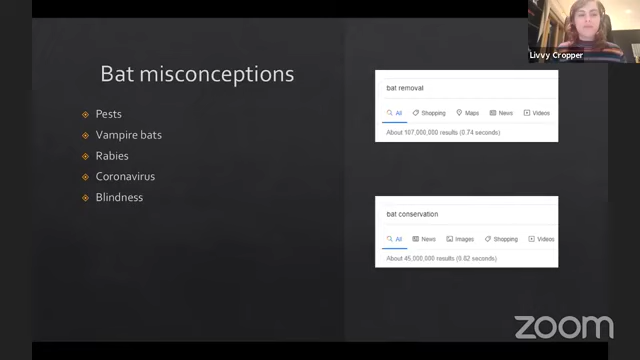 Livvy Cropper
Bat misconceptions
Pests
Vampire bats
Rabies
Coronavirus
Blindness
bat removal
All Shopping Maps News Videos
About 107,000,000 results (0.74 seconds)
bat conservation
All News Images Shopping Videos
About 45,000,000 results (0.62 seconds)
zoom